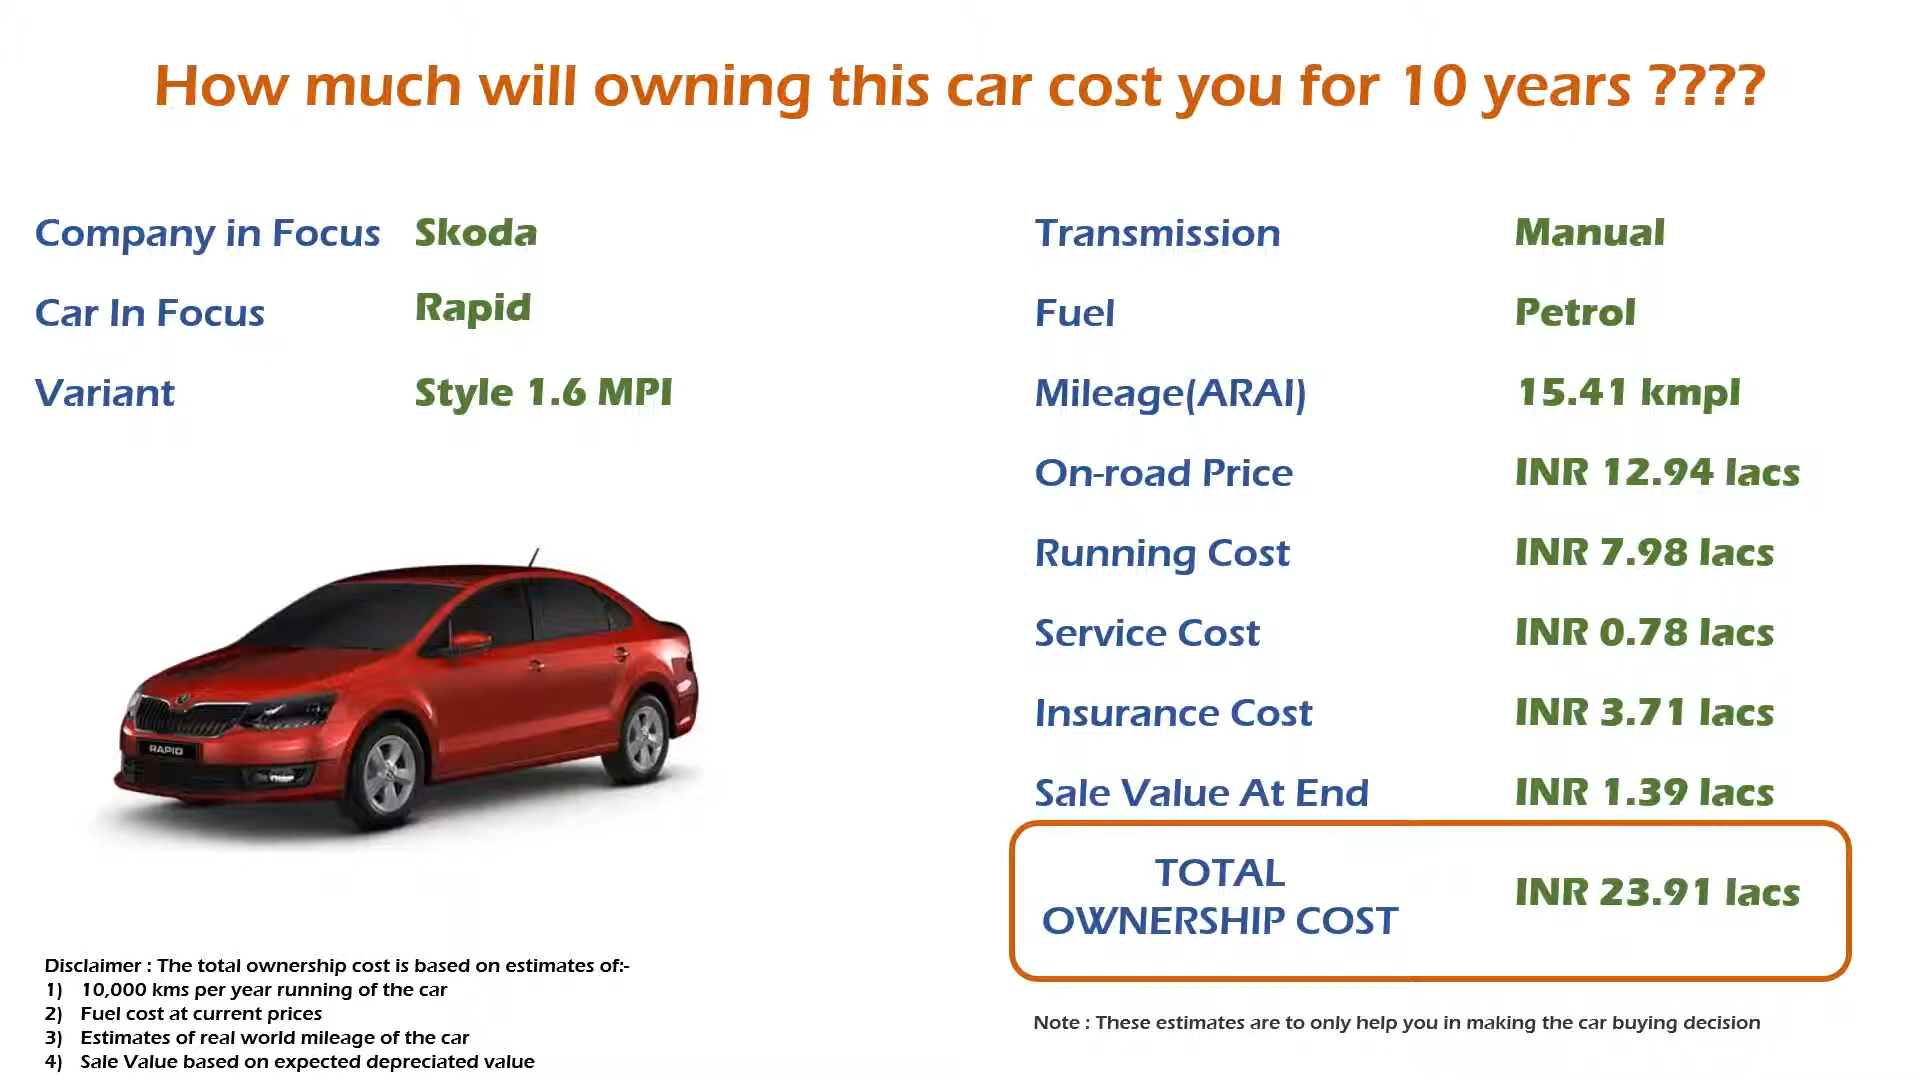 How much will owning this car cost you for 10 years ????
Company in Focus Skoda
Car In Focus Rapid
Variant Style 1.6 MPI
RAPID
Transmission Manual
Fuel Petrol
Mileage(ARAI) 15.41 kmpl
On-road Price INR 12.94 lacs
Running Cost INR 7.98 lacs
Service Cost INR 0.78 lacs
Insurance Cost INR 3.71 lacs
Sale Value At End INR 1.39 lacs
TOTAL
OWNERSHIP COST INR 23.91 lacs
Disclaimer : The total ownership cost is based on estimates of:-
1) 10,000 kms per year running of the car
2) Fuel cost at current prices
3) Estimates of real world mileage of the car
4) Sale Value based on expected depreciated value
Note : These estimates are to only help you in making the car buying decision